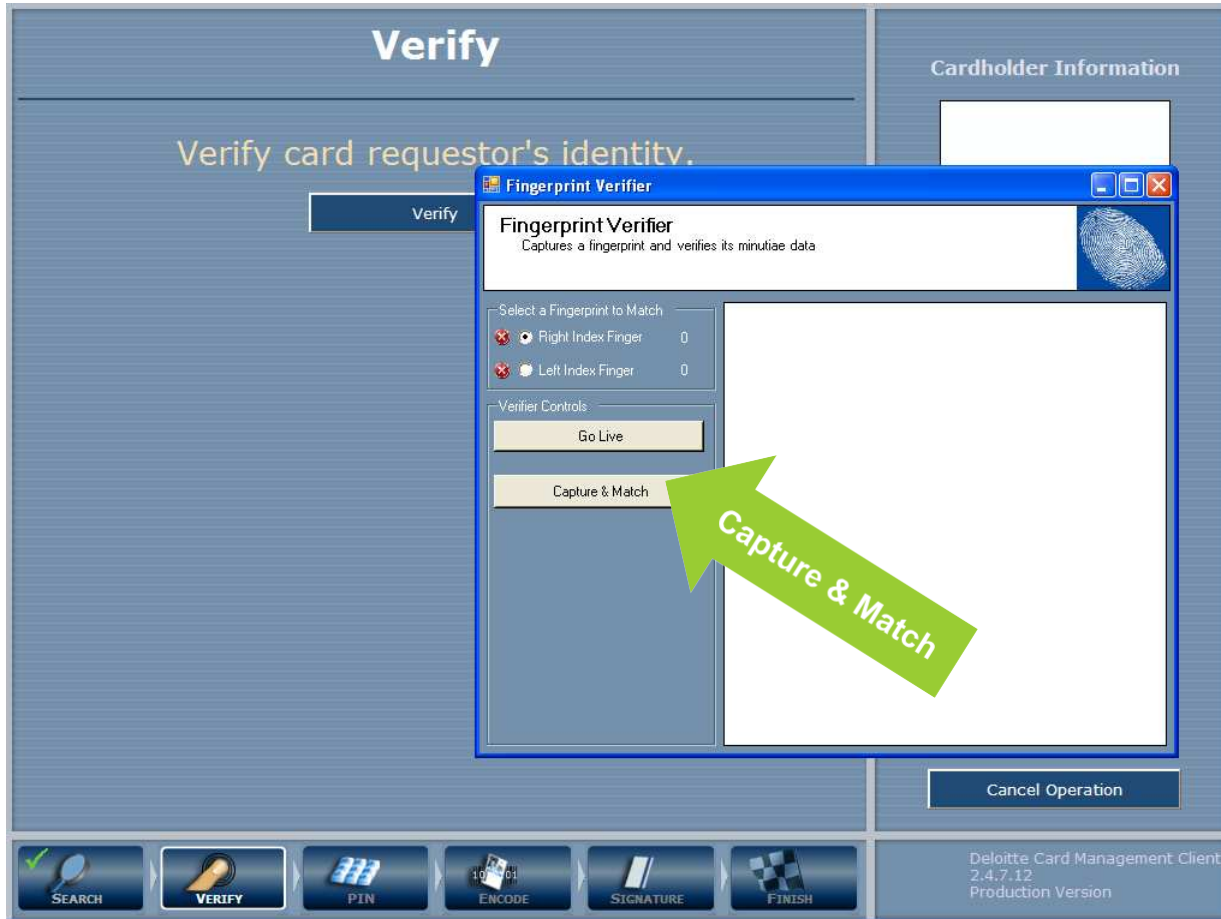 Verify
Verify card requestor's identity.
Verify
Cardholder Information
Fingerprint Verifier
Fingerprint Verifier
Captures a fingerprint and verifies its minutiae data
Select a Fingerprint to Match
Right Index Finger 0
Left Index Finger 0
Verifier Controls
Go Live
Capture & Match
Capture & Match
Cancel Operation
SEARCH
VERIFY
PIN
ENCODE
SIGNATURE
FINISH
Deloitte Card Management Client
2.4.7.12
Production Version